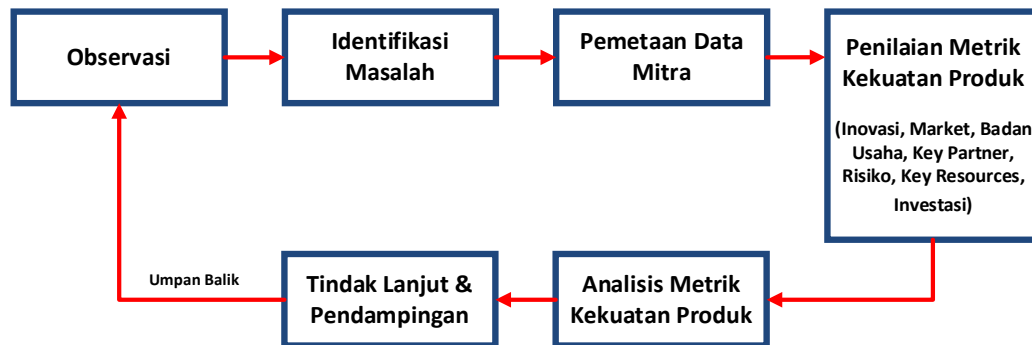 Observasi
Identifikasi
Masalah
Pemetaan Data
Mitra
Penilaian Metrik
Kekuatan Produk
(Inovasi, Market, Badan
Usaha, Key Partner,
Risiko, Key Resources,
Investasi)
Analisis Metrik
Kekuatan Produk
Tindak Lanjut &
Pendampingan
Umpan Balik